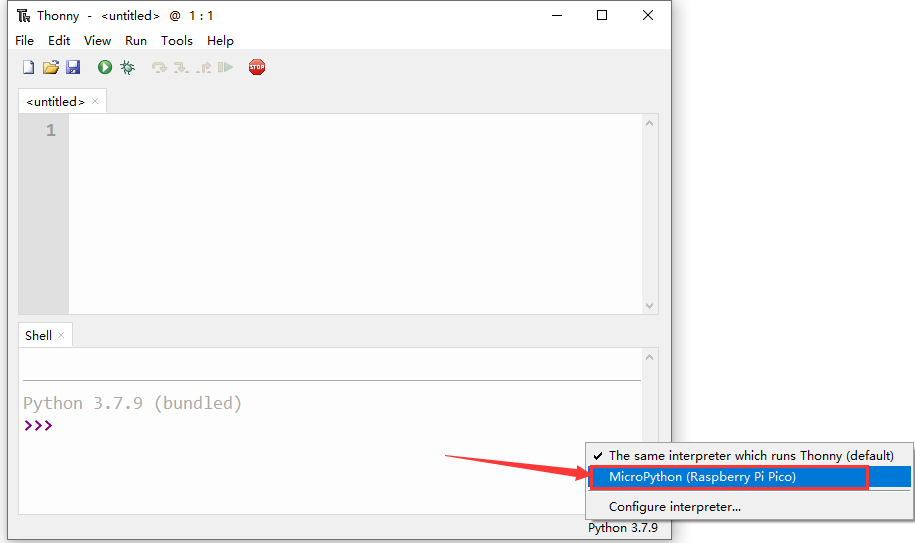 Thonny - <untitled> @ 1 : 1
File Edit View Run Tools Help
STOP
<untitled> ×
1
Shell ×
Python 3.7.9 (bundled)
>>>
✓ The same interpreter which runs Thonny (default)
MicroPython (Raspberry Pi Pico)
Configure interpreter...
Python 3.7.9